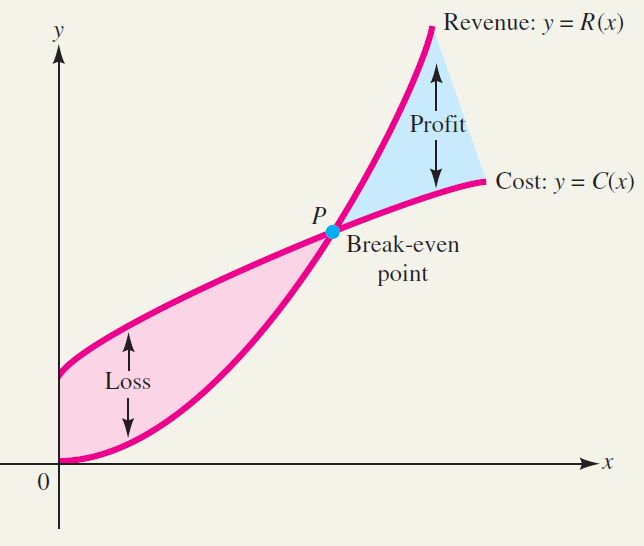 y
Revenue: y = R(x)
Profit
Cost: y = C(x)
P
Break-even
point
Loss
x
0